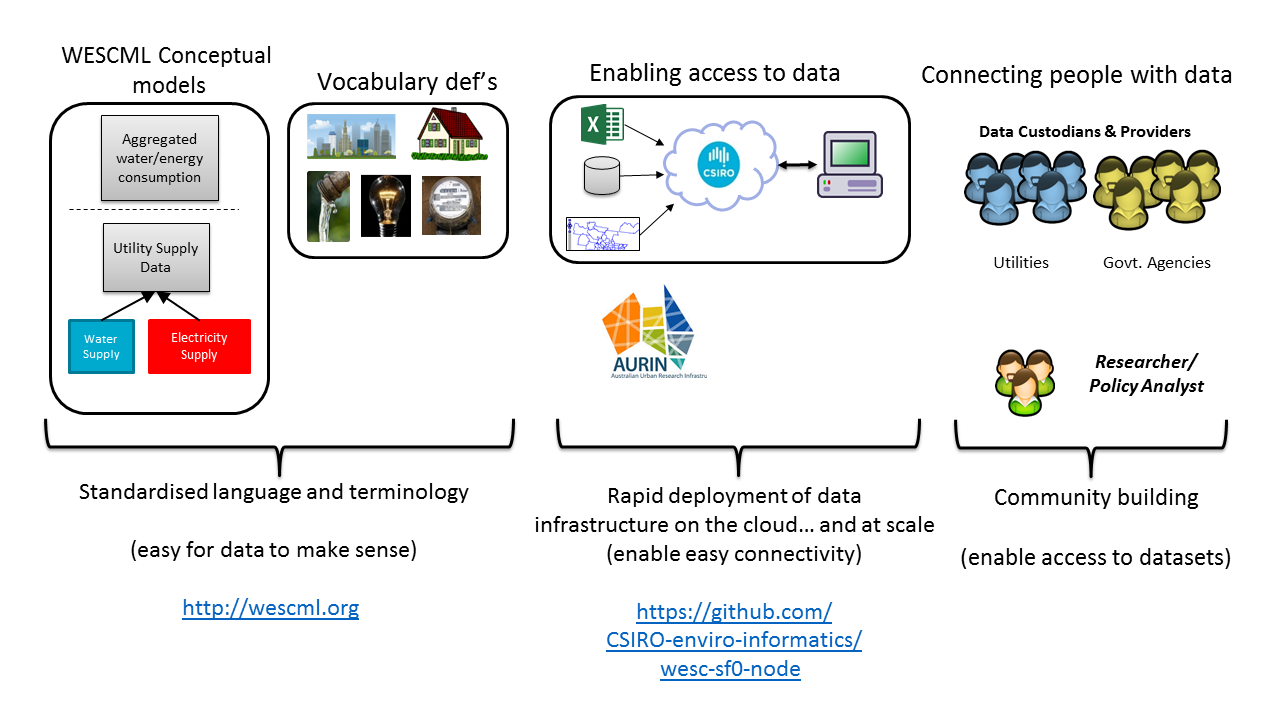 WESCML Conceptual
models
Aggregated
water/energy
consumption
Utility Supply
Data
Water
Supply
Electricity
Supply
Vocabulary def's
Enabling access to data
X
CSIRO
AURIN
Australian Urban Research Infrastru
Connecting people with data
Data Custodians & Providers
Utilities
Govt. Agencies
Researcher/
Policy Analyst
Standardised language and terminology
(easy for data to make sense)
http://wescml.org
Rapid deployment of data
infrastructure on the cloud... and at scale
(enable easy connectivity)
https://github.com/
CSIRO-enviro-informatics/
wesc-sf0-node
Community building
(enable access to datasets)